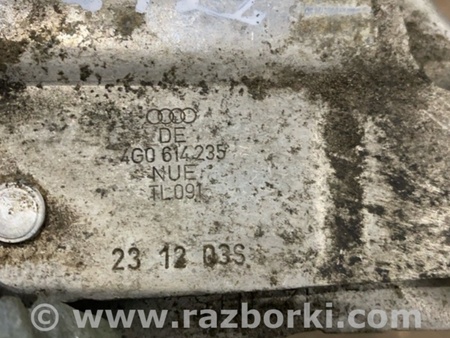 DE
4G0 614 235
NUE
TL091
23 12 03S
www.razborki.com